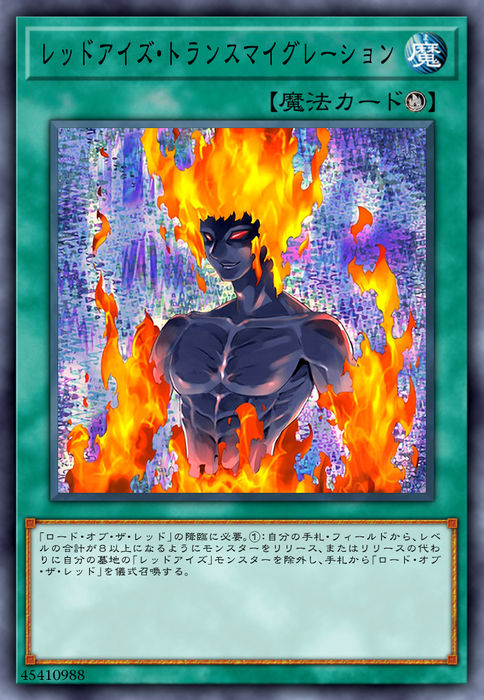 レッドアイズ・トランスマイグレーション
魔
【魔法カード】
「ロード・オブ・ザ・レッド」の降臨に必要。①：自分の手札・フィールドから、レベ
ルの合計が８以上になるようにモンスターをリリース、またはリリースの代わ
りに自分の墓地の「レッドアイズ」モンスターを除外し、手札から「ロード・オブ
・ザ・レッド」を儀式召喚する。
45410988